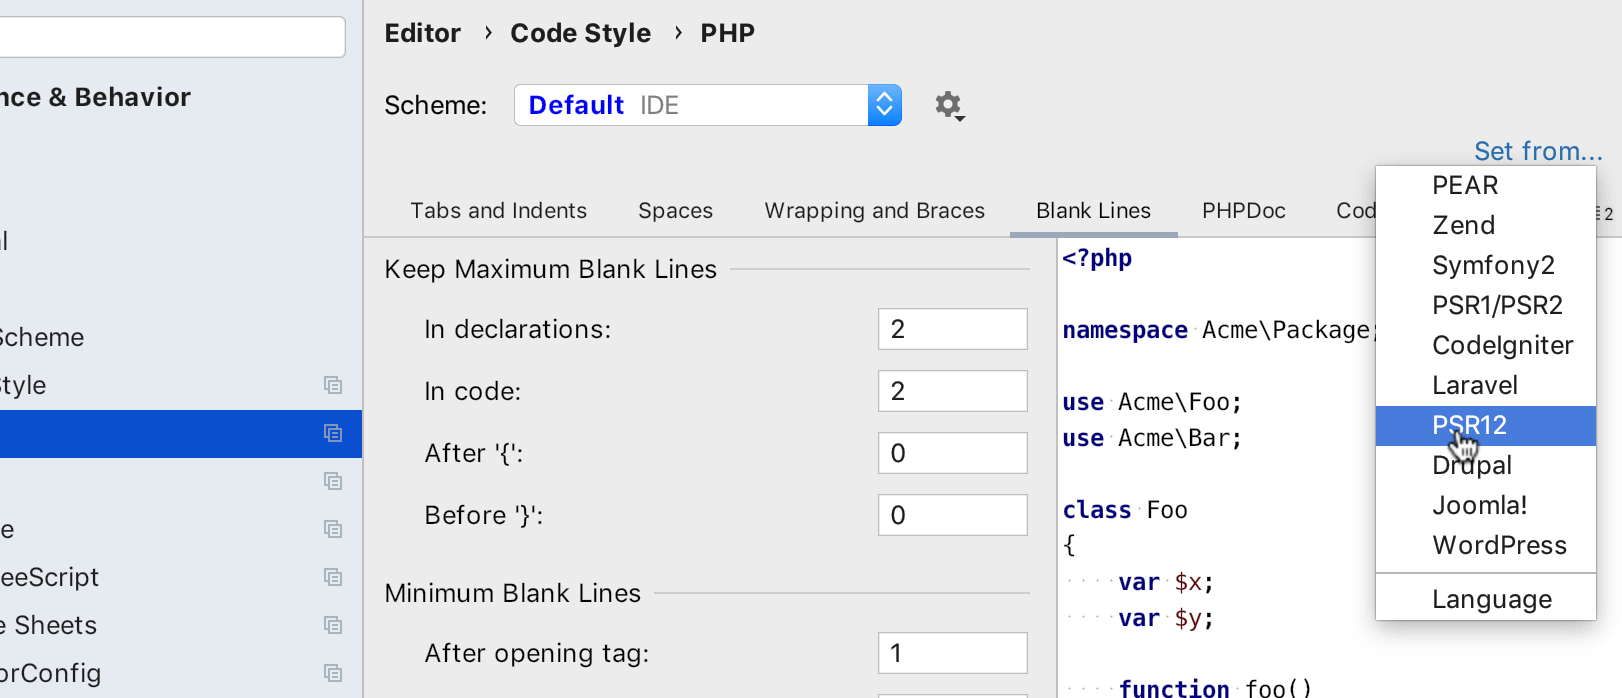 Editor › Code Style › PHP
nce & Behavior
Scheme: Default IDE
Set from...
Tabs and Indents Spaces Wrapping and Braces Blank Lines PHPDoc Cod 2
l
Scheme
Style
e
eeScript
e Sheets
orConfig
Keep Maximum Blank Lines
In declarations: 2
In code: 2
After '{': 0
Before '}': 0
Minimum Blank Lines
After opening tag: 1
<?php
namespace Acme\Package;
use Acme\Foo;
use Acme\Bar;
class Foo
{
var $x;
var $y;
function foo()
PEAR
Zend
Symfony2
PSR1/PSR2
CodeIgniter
Laravel
PSR12
Drupal
Joomla!
WordPress
Language